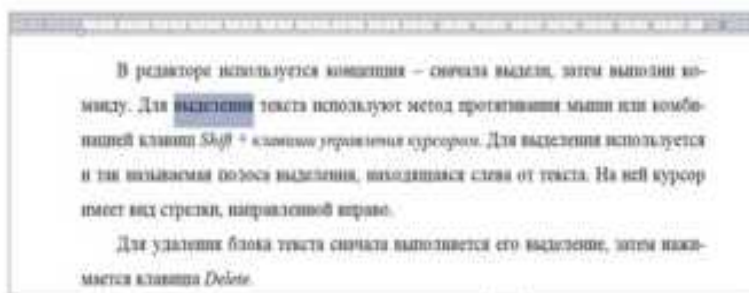 В редакторе используется концепция – сначала выдели, затем выполни ко-
манду. Для выделения текста используют метод протягивания мыши или комби-
нацией клавиш Shift + клавиши управления курсором. Для выделения используется
и так называемая полоса выделения, находящаяся слева от текста. На ней курсор
имеет вид стрелки, направленной вправо.
Для удаления блока текста сначала выполняется его выделение, затем нажи-
мается клавиша Delete.